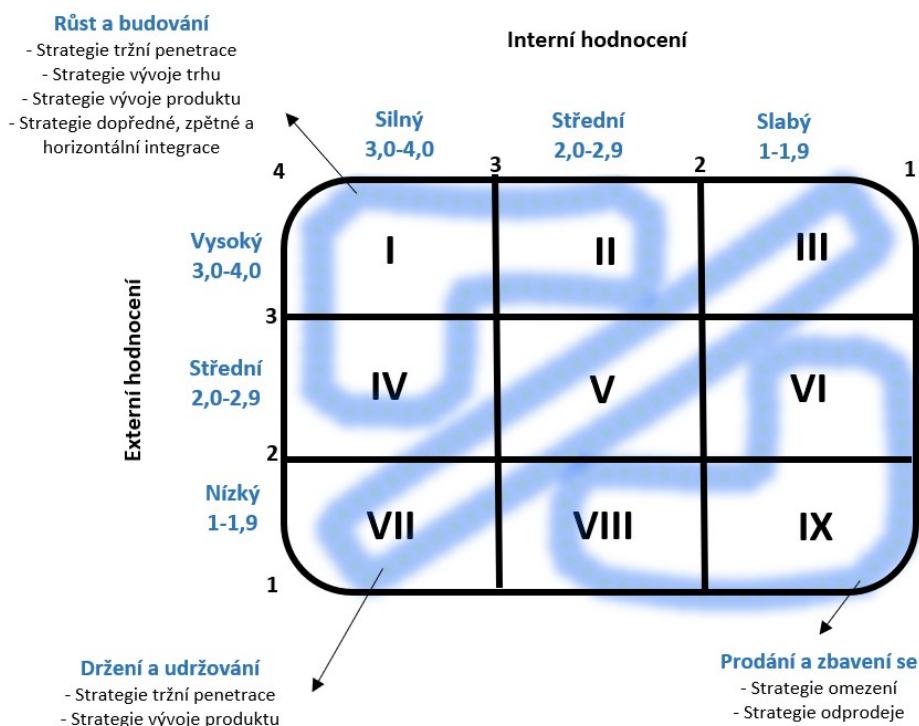 Růst a budování
- Strategie tržní penetrace
- Strategie vývoje trhu
- Strategie vývoje produktu
- Strategie dopředné, zpětné a
horizontální integrace
Interní hodnocení
Silný
3,0-4,0
Střední
2,0-2,9
Slabý
1-1,9
4
3
2
1
Externí hodnocení
Vysoký
3,0-4,0
I
II
III
3
Střední
2,0-2,9
IV
V
VI
2
Nízký
1-1,9
VII
VIII
IX
1
Držení a udržování
- Strategie tržní penetrace
- Strategie vývoje produktu
Prodání a zbavení se
- Strategie omezení
- Strategie odprodeje